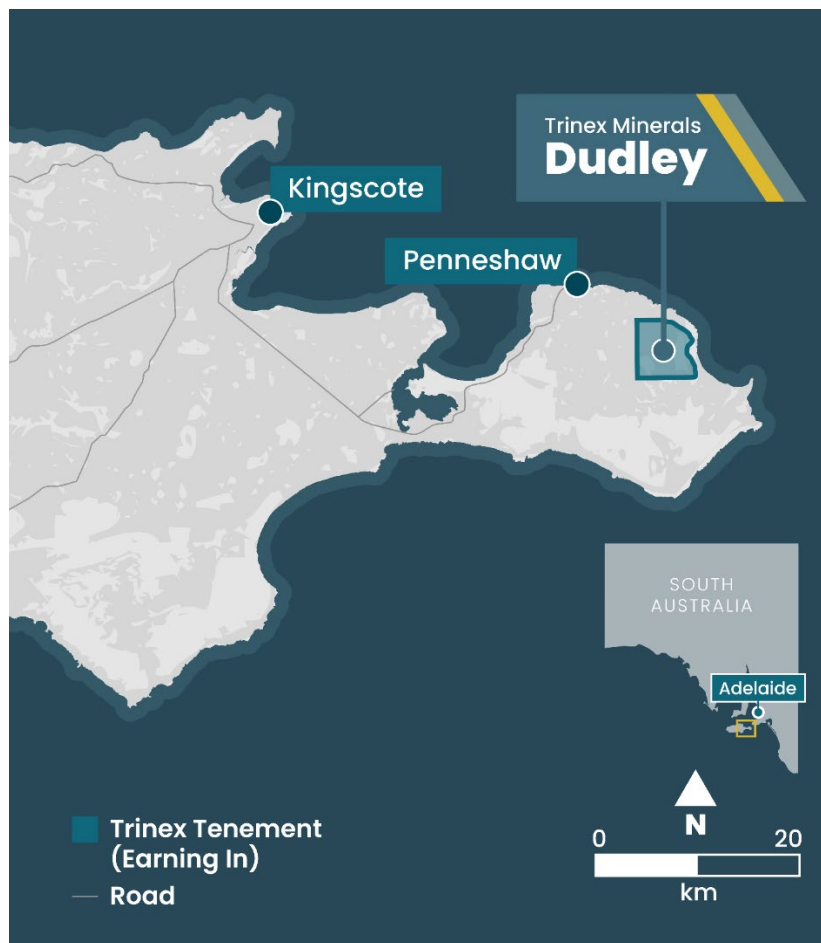 Trinex Minerals
Dudley
Kingscote
Penneshaw
SOUTH
AUSTRALIA
Adelaide
N
0 20
km
Trinex Tenement
(Earning In)
Road